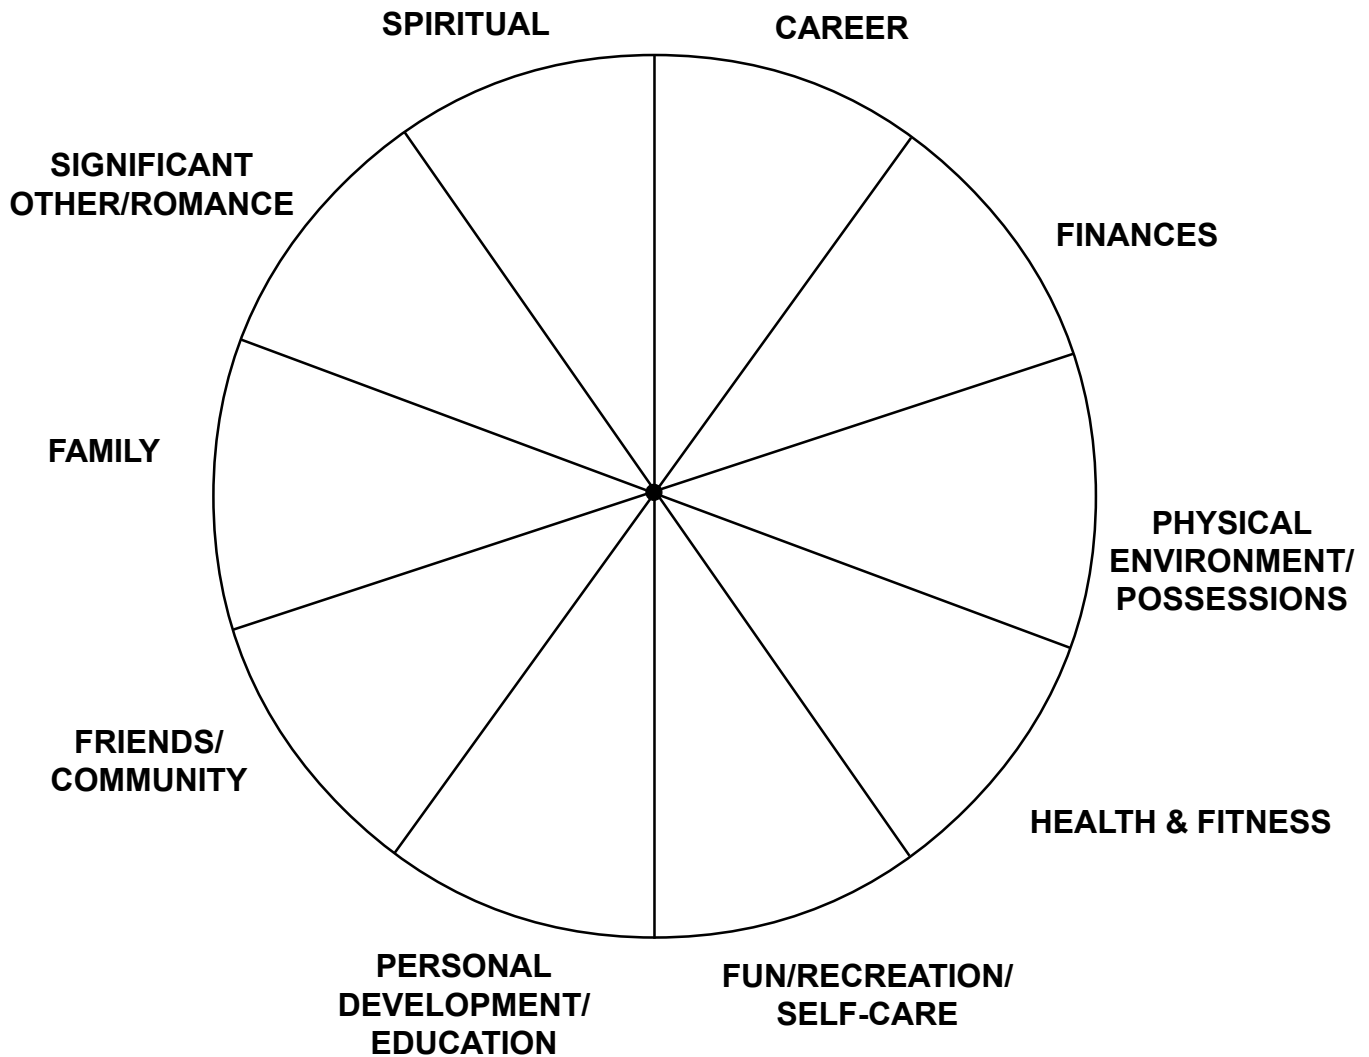 SPIRITUAL
CAREER
SIGNIFICANT
OTHER/ROMANCE
FINANCES
FAMILY
PHYSICAL
ENVIRONMENT/
POSSESSIONS
FRIENDS/
COMMUNITY
HEALTH & FITNESS
PERSONAL
DEVELOPMENT/
EDUCATION
FUN/RECREATION/
SELF-CARE